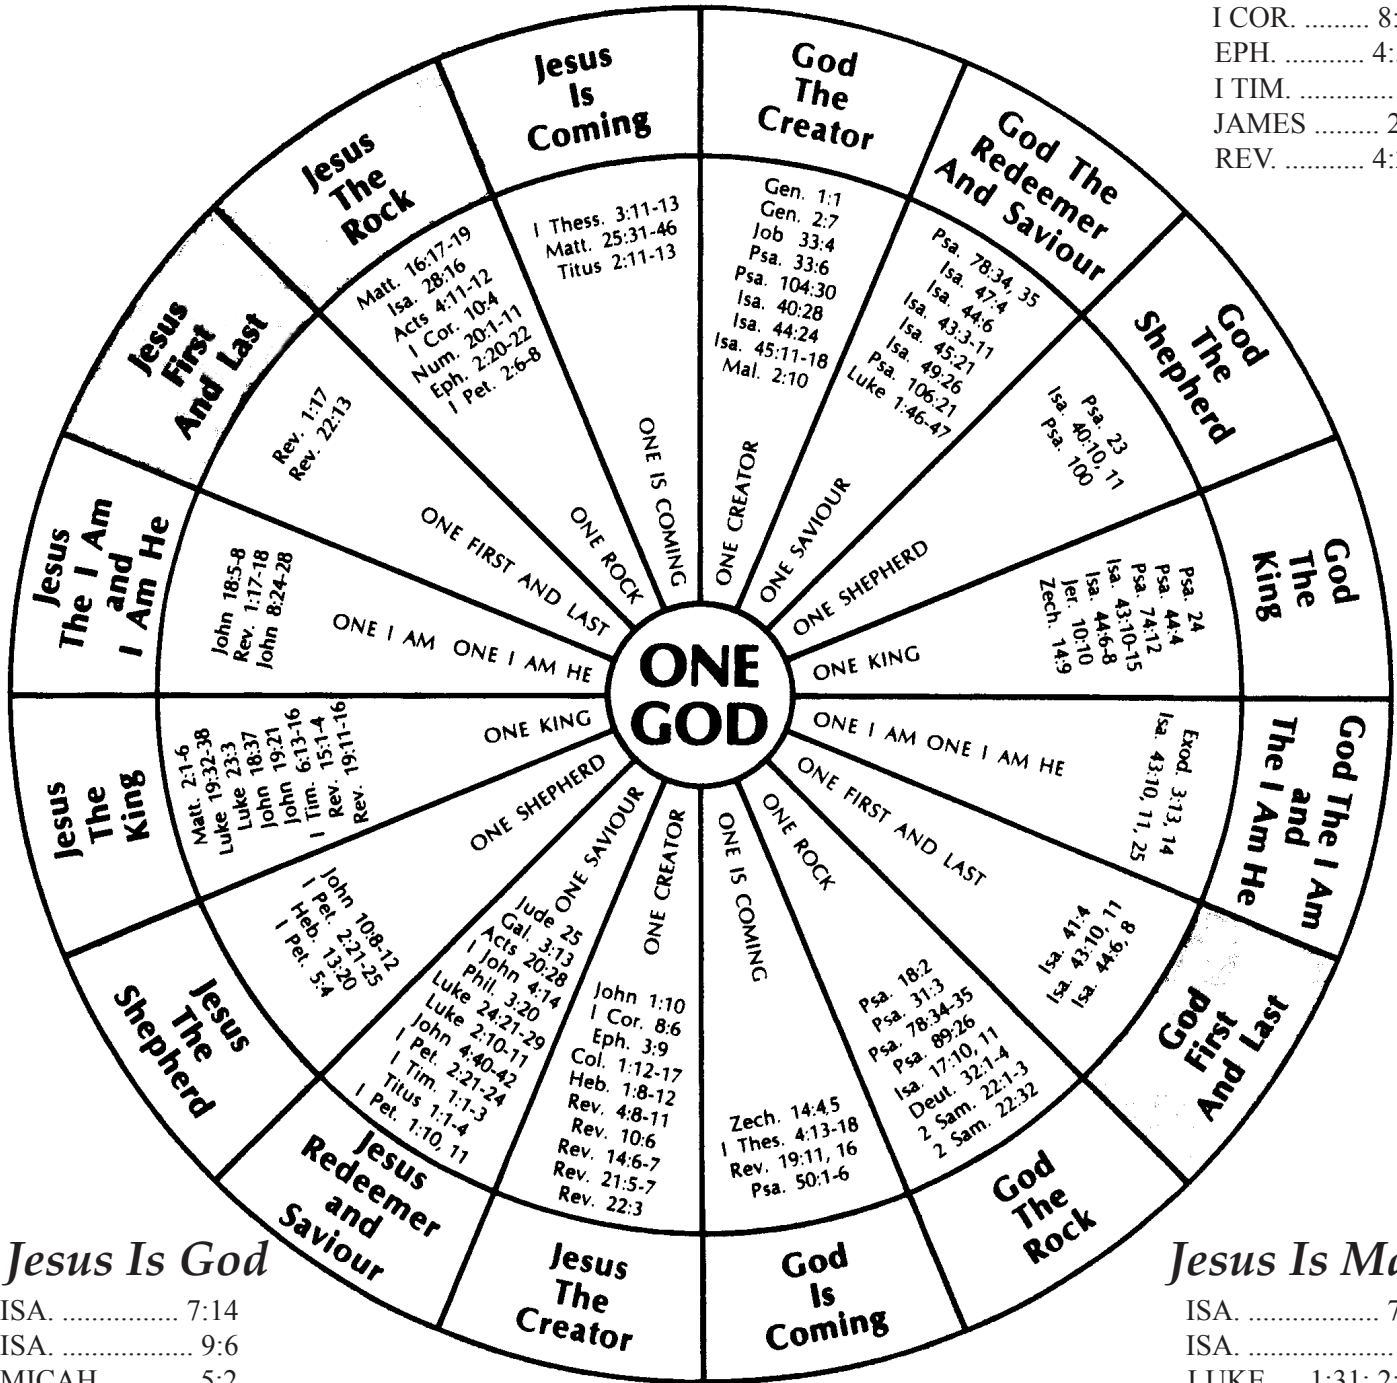 I COR. ......... 8:
EPH. ........... 4:
I TIM. .............
JAMES ......... 2
REV. ........... 4:
God
The
Creator
Gen. 1:1
Gen. 2:7
Job 33:4
Psa. 33:6
Psa. 104:30
Isa. 40:28
Isa. 44:24
Isa. 45:11-18
Mal. 2:10
ONE CREATOR
God The
Redeemer
And Saviour
Psa. 78:34, 35
Isa. 47:4
Isa. 44:6
Isa. 43:3-11
Isa. 45:21
Isa. 49:26
Psa. 106:21
Luke 1:46-47
ONE SAVIOUR
God
The
Shepherd
Psa. 23
Isa. 40:10, 11
Psa. 100
ONE SHEPHERD
God
The
King
Psa. 24
Psa. 44:4
Psa. 74:12
Isa. 43:10-15
Isa. 44:6-8
Jer. 10:10
Zech. 14:9
ONE KING
God The I Am
and
The I Am He
Exod. 3:13, 14
Isa. 43:10, 11, 25
ONE I AM ONE I AM HE
God
First
And Last
Isa. 41:4
Isa. 43:10, 11
Isa. 44:6, 8
ONE FIRST AND LAST
God
The
Rock
Psa. 18:2
Psa. 31:3
Psa. 78:34-35
Psa. 89:26
Isa. 17:10, 11
Deut. 32:1-4
2 Sam. 22:1-3
2 Sam. 22:32
ONE ROCK
God
Is
Coming
Zech. 14:4,5
I Thes. 4:13-18
Rev. 19:11, 16
Psa. 50:1-6
ONE IS COMING
Jesus
The
Creator
John 1:10
I Cor. 8:6
Eph. 3:9
Col. 1:12-17
Heb. 1:8-12
Rev. 4:8-11
Rev. 10:6
Rev. 14:6-7
Rev. 21:5-7
Rev. 22:3
ONE CREATOR
Jesus
Redeemer
and
Saviour
Jude 25
Gal. 3:13
Acts 20:28
I John 4:14
Phil. 3:20
Luke 24:21-29
Luke 2:10-11
John 4:40-42
I Pet. 2:21-24
I Tim. 1:1-3
Titus 1:1-4
I Pet. 1:10, 11
ONE SAVIOUR
Jesus
The
Shepherd
John 10:8-12
I Pet. 2:21-25
Heb. 13:20
I Pet. 5:4
ONE SHEPHERD
Jesus
The
King
Matt. 2:1-6
Luke 19:32-38
Luke 23:3
John 18:37
John 19:21
I Tim. 6:13-16
Rev. 15:1-4
Rev. 19:11-16
ONE KING
Jesus
The I Am
and
I Am He
John 18:5-8
Rev. 1:17-18
John 8:24-28
ONE I AM ONE I AM HE
Jesus
First
And Last
Rev. 1:17
Rev. 22:13
ONE FIRST AND LAST
Jesus
The
Rock
Matt. 16:17-19
Isa. 28:16
Acts 4:11-12
I Cor. 10:4
Num. 20:1-11
Eph. 2:20-22
I Pet. 2:6-8
ONE ROCK
Jesus
Is
Coming
I Thess. 3:11-13
Matt. 25:31-46
Titus 2:11-13
ONE IS COMING
ONE
GOD
Jesus Is God
ISA. ................ 7:14
ISA. .................. 9:6
MICAH 5:2
Jesus Is Ma
ISA. .................. 7
ISA. ....................
LUKE 1:31; 2: